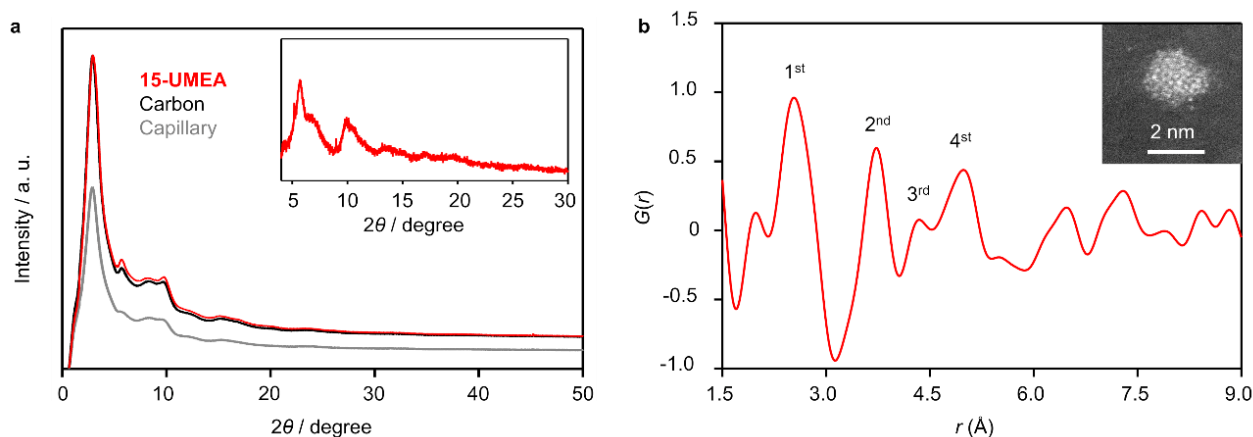 a
15-UMEA
Carbon
Capillary
Intensity / a. u.
5 10 15 20 25 30
2θ / degree
0 10 20 30 40 50
2θ / degree
b
1.5
1.0
0.5
0
-0.5
-1.0
G(r)
1st
2nd
3rd
4st
2 nm
1.5 3.0 4.5 6.0 7.5 9.0
r (Å)